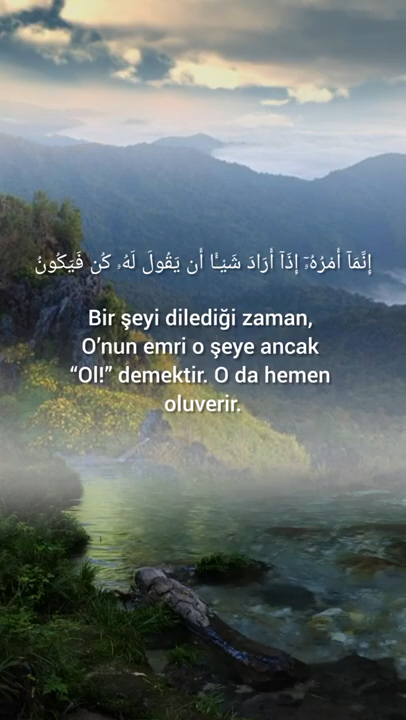 إِنَّمَآ أَمْرُهُۥٓ إِذَآ أَرَادَ شَيْـًٔا أَن يَقُولَ لَهُۥ كُن فَيَكُونُ
Bir şeyi dilediği zaman,
O’nun emri o şeye ancak
“Ol!” demektir. O da hemen
oluverir.